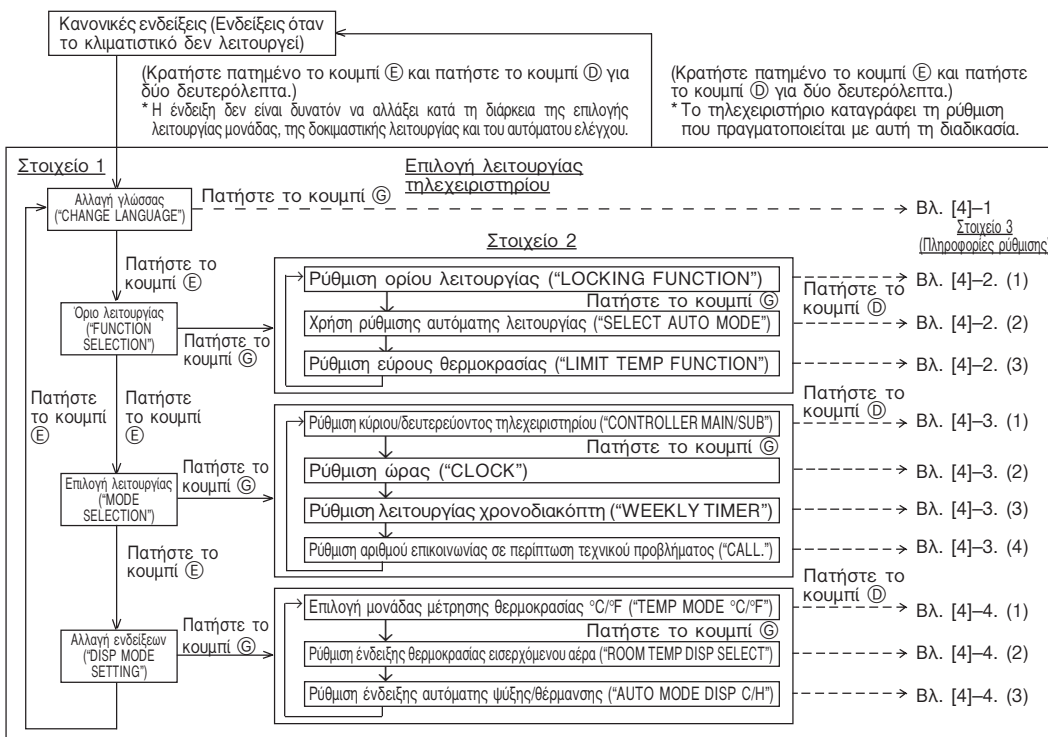 Κανονικές ενδείξεις (Ενδείξεις όταν
το κλιματιστικό δεν λειτουργεί)
(Κρατήστε πατημένο το κουμπί Ⓔ και πατήστε το κουμπί Ⓓ για
δύο δευτερόλεπτα.)
* Η ένδειξη δεν είναι δυνατόν να αλλάξει κατά τη διάρκεια της επιλογής
λειτουργίας μονάδας, της δοκιμαστικής λειτουργίας και του αυτόματου ελέγχου.
(Κρατήστε πατημένο το κουμπί Ⓔ και πατήστε
το κουμπί Ⓓ για δύο δευτερόλεπτα.)
* Το τηλεχειριστήριο καταγράφει τη ρύθμιση
που πραγματοποιείται με αυτή τη διαδικασία.
Στοιχείο 1
Επιλογή λειτουργίας
τηλεχειριστηρίου
Αλλαγή γλώσσας
("CHANGE LANGUAGE")
Πατήστε το κουμπί Ⓖ
Βλ. [4]–1
Στοιχείο 3
(Πληροφορίες ρύθμισης)
Στοιχείο 2
Πατήστε το
κουμπί Ⓔ
Όριο λειτουργίας
("FUNCTION
SELECTION")
Πατήστε το
κουμπί Ⓖ
Ρύθμιση ορίου λειτουργίας ("LOCKING FUNCTION")
Πατήστε το κουμπί Ⓖ
Χρήση ρύθμισης αυτόματης λειτουργίας ("SELECT AUTO MODE")
Ρύθμιση εύρους θερμοκρασίας ("LIMIT TEMP FUNCTION")
Πατήστε το
κουμπί Ⓓ
Βλ. [4]–2. (1)
Βλ. [4]–2. (2)
Βλ. [4]–2. (3)
Πατήστε
το κουμπί
Ⓔ
Πατήστε
το κουμπί
Ⓔ
Επιλογή λειτουργίας
("MODE
SELECTION")
Πατήστε το
κουμπί Ⓖ
Ρύθμιση κύριου/δευτερεύοντος τηλεχειριστηρίου ("CONTROLLER MAIN/SUB")
Πατήστε το κουμπί Ⓖ
Ρύθμιση ώρας ("CLOCK")
Ρύθμιση λειτουργίας χρονοδιακόπτη ("WEEKLY TIMER")
Ρύθμιση αριθμού επικοινωνίας σε περίπτωση τεχνικού προβλήματος ("CALL.")
Πατήστε το
κουμπί Ⓓ
Βλ. [4]–3. (1)
Βλ. [4]–3. (2)
Βλ. [4]–3. (3)
Βλ. [4]–3. (4)
Πατήστε το
κουμπί Ⓔ
Αλλαγή ενδείξεων
("DISP MODE
SETTING")
Πατήστε το
κουμπί Ⓖ
Επιλογή μονάδας μέτρησης θερμοκρασίας °C/°F ("TEMP MODE °C/°F")
Πατήστε το κουμπί Ⓖ
Ρύθμιση ένδειξης θερμοκρασίας εισερχόμενου αέρα ("ROOM TEMP DISP SELECT")
Ρύθμιση ένδειξης αυτόματης ψύξης/θέρμανσης ("AUTO MODE DISP C/H")
Πατήστε το
κουμπί Ⓓ
Βλ. [4]–4. (1)
Βλ. [4]–4. (2)
Βλ. [4]–4. (3)